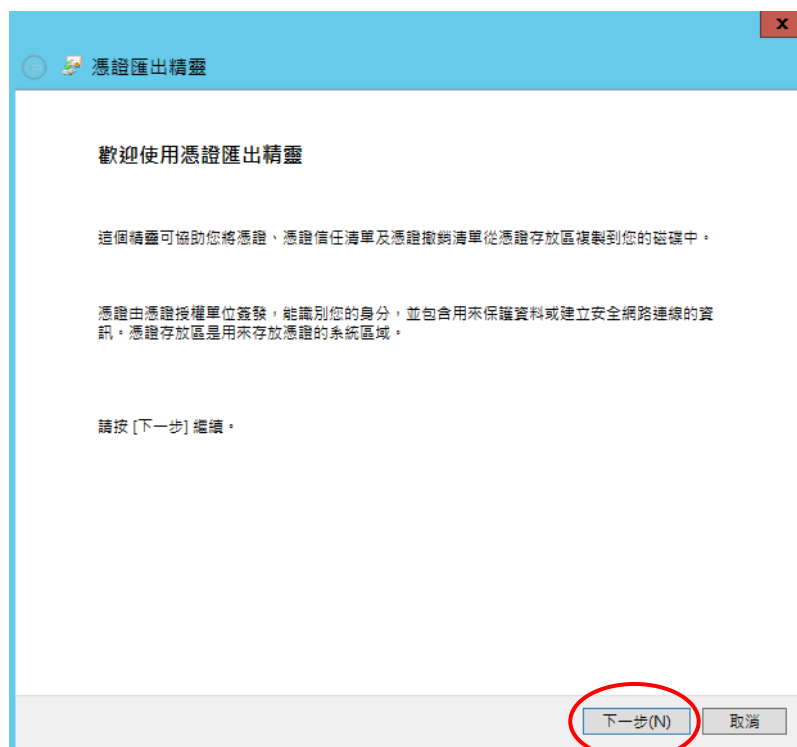 x
憑證匯出精靈
歡迎使用憑證匯出精靈
這個精靈可協助您將憑證、憑證信任清單及憑證撤銷清單從憑證存放區複製到您的磁碟中。
憑證由憑證授權單位簽發，能識別您的身分，並包含用來保護資料或建立安全網路連線的資
訊。憑證存放區是用來存放憑證的系統區域。
請按 [下一步] 繼續。
下一步(N) 取消